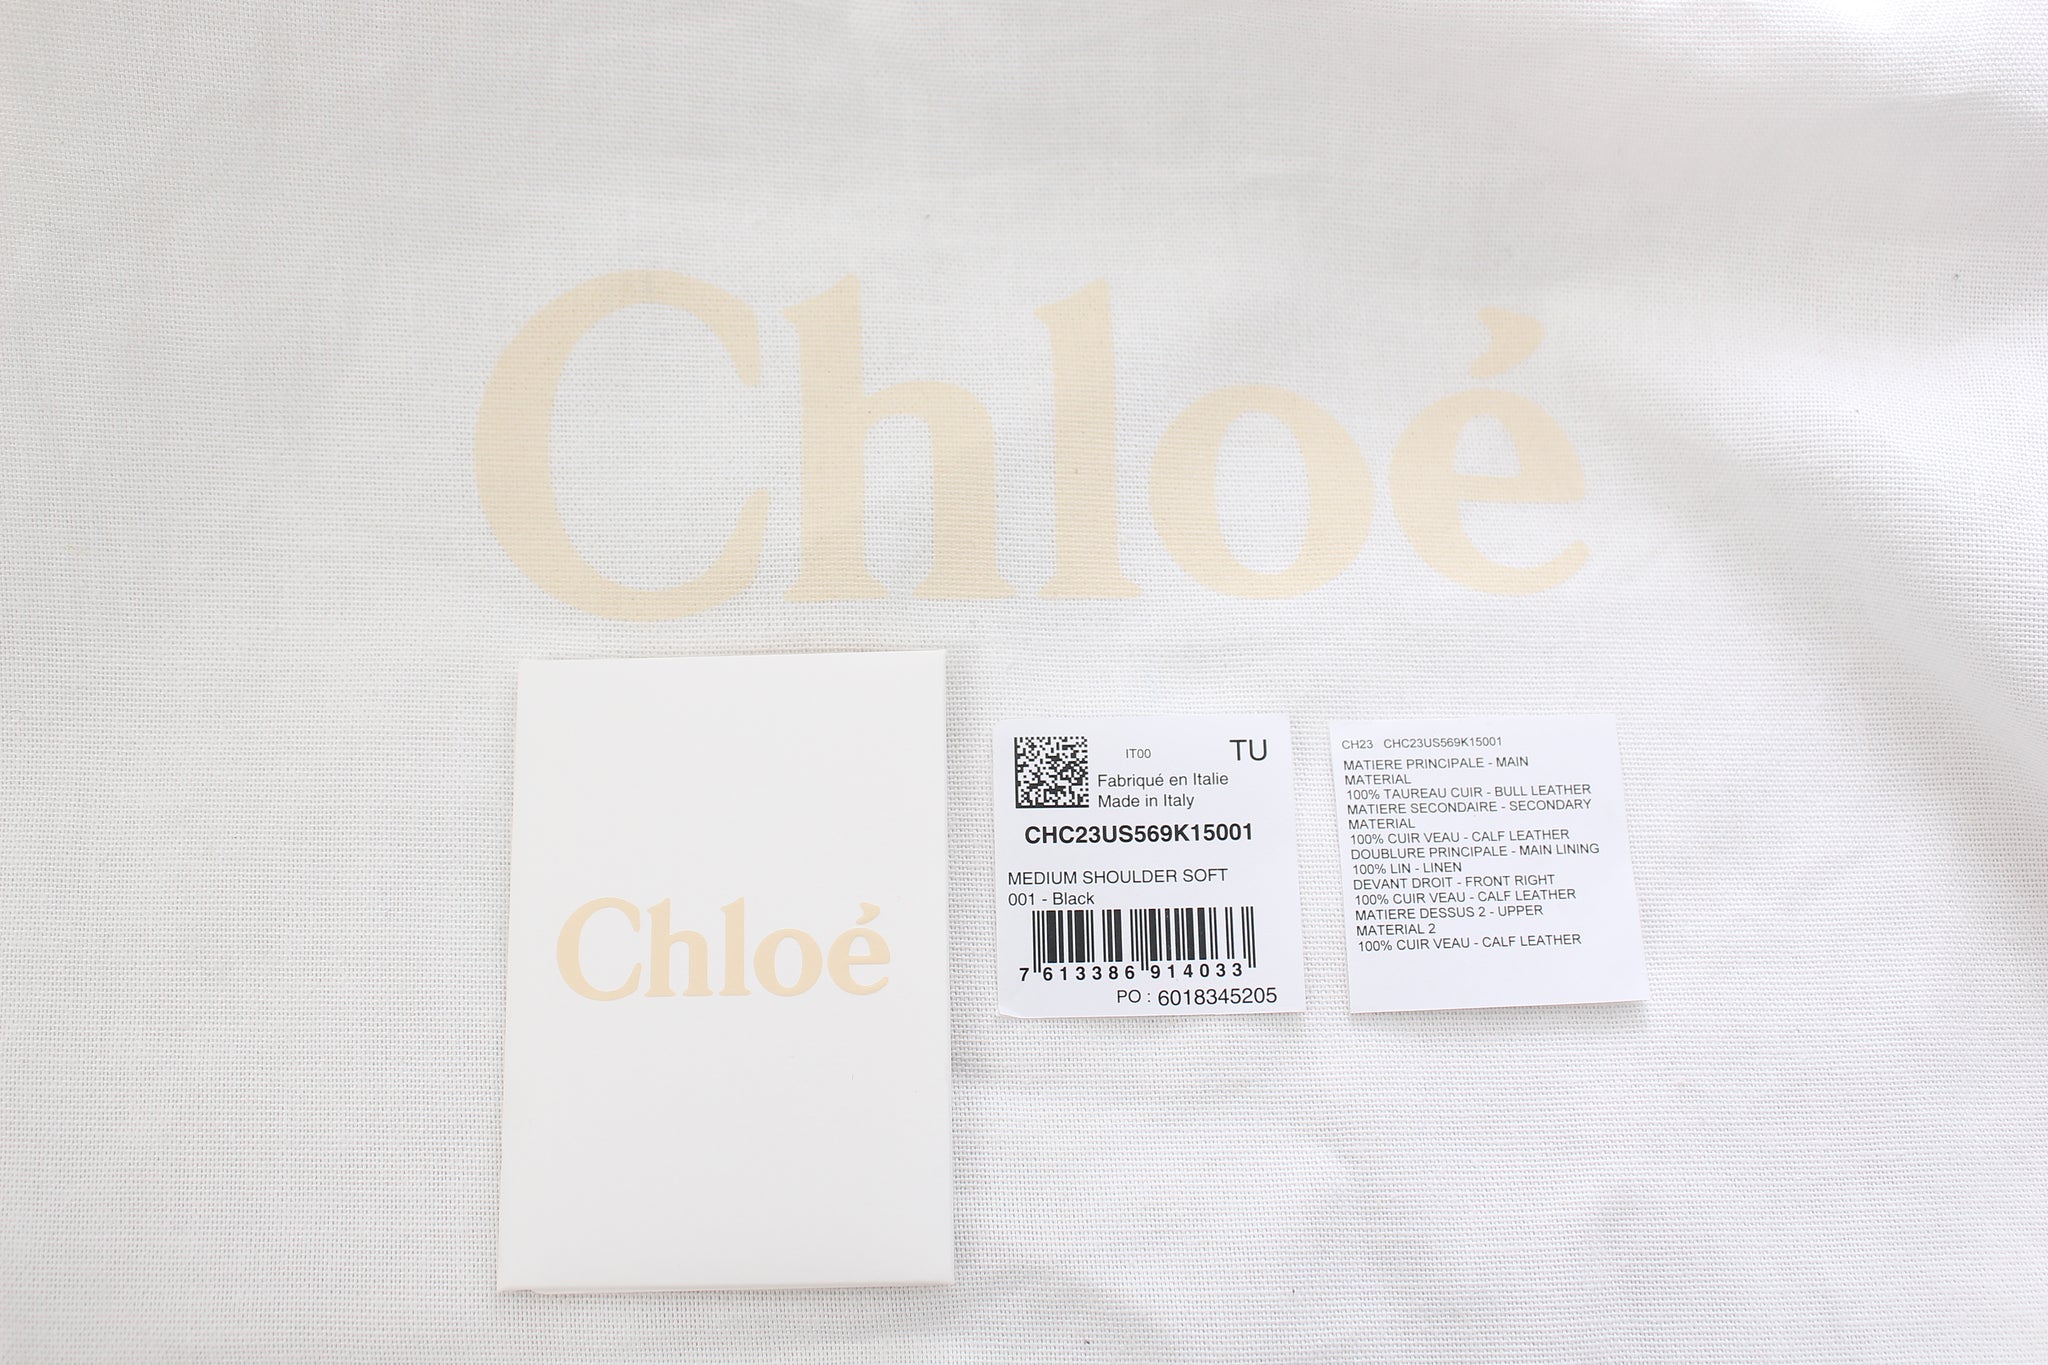 Chloé
Chloé
IT00
TU
Fabriqué en Italie
Made in Italy
CHC23US569K15001
MEDIUM SHOULDER SOFT
001 - Black
7 613386 914033
PO : 6018345205
CH23 CHC23US569K15001
MATIERE PRINCIPALE - MAIN
MATERIAL
100% TAUREAU CUIR - BULL LEATHER
MATIERE SECONDAIRE - SECONDARY
MATERIAL
100% CUIR VEAU - CALF LEATHER
DOUBLURE PRINCIPALE - MAIN LINING
100% LIN - LINEN
DEVANT DROIT - FRONT RIGHT
100% CUIR VEAU - CALF LEATHER
MATIERE DESSUS 2 - UPPER
MATERIAL 2
100% CUIR VEAU - CALF LEATHER